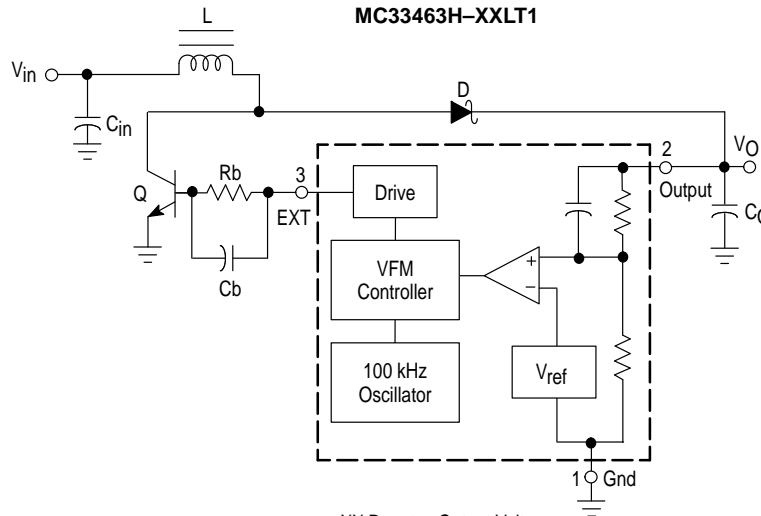 MC33463H–XXLT1
L
Vin
D
Cin
2
VO
Rb
3
Drive
Output
Q
EXT
Cb
VFM
Controller
+
–
100 kHz
Oscillator
Vref
1
Gnd